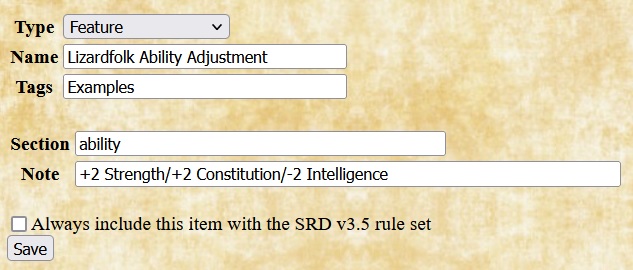 Type Feature
Name Lizardfolk Ability Adjustment
Tags Examples
Section ability
Note +2 Strength/+2 Constitution/-2 Intelligence
Always include this item with the SRD v3.5 rule set
Save